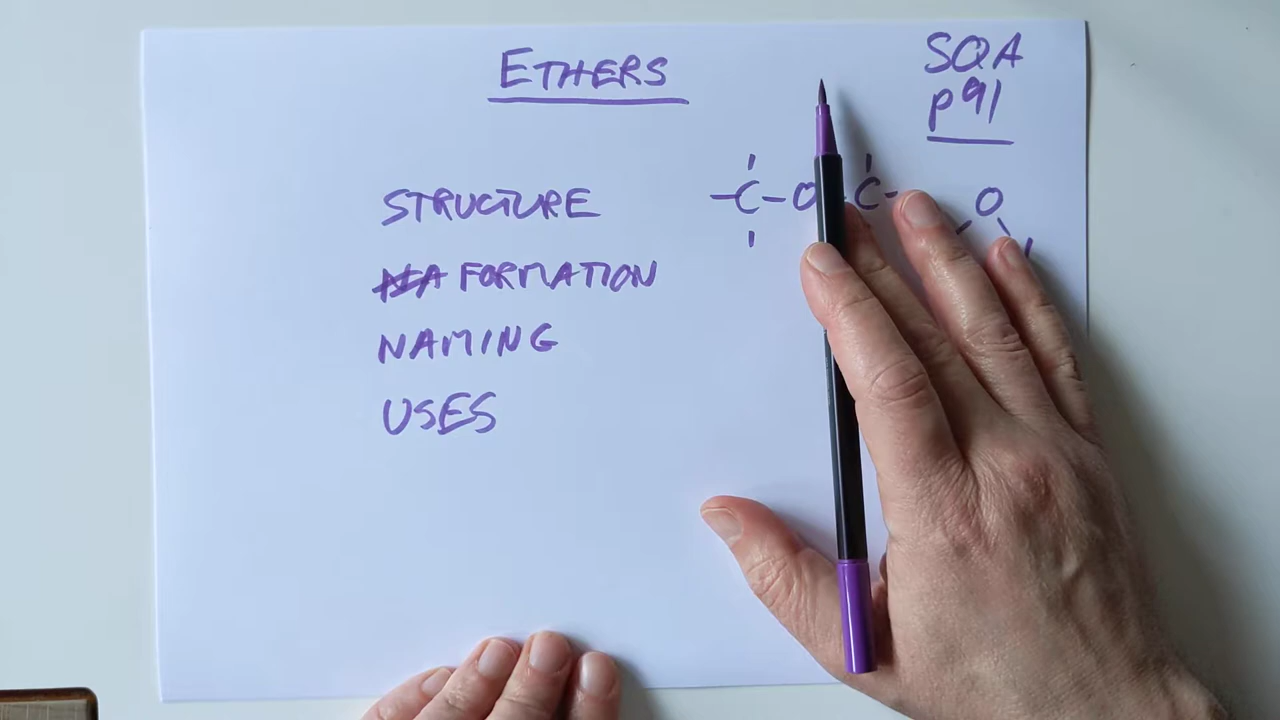 ETHERS
SQA
p91
STRUCTURE
-C-O C-
O
FORMATION
NAMING
USES